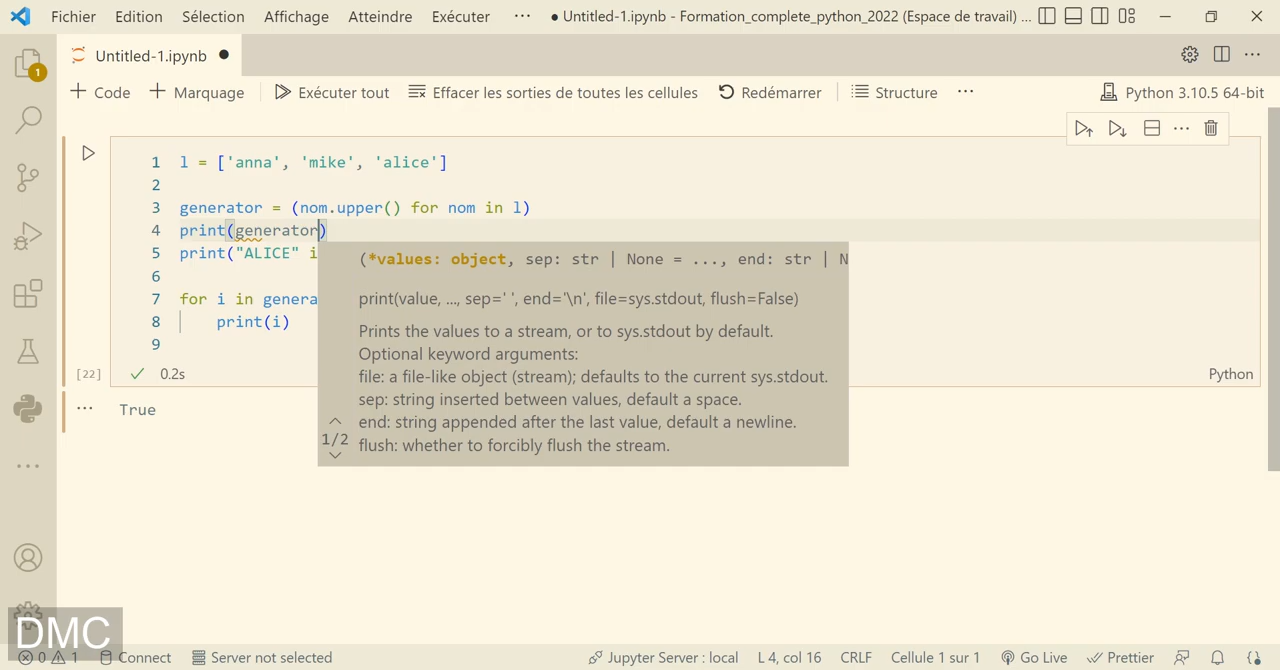 Fichier Edition Sélection Affichage Atteindre Exécuter ··· ● Untitled-1.ipynb - Formation_complete_python_2022 (Espace de travail) ...
Untitled-1.ipynb ●
1
+ Code + Marquage Exécuter tout Effacer les sorties de toutes les cellules Redémarrer Structure ··· Python 3.10.5 64-bit
1 l = ['anna', 'mike', 'alice']
2
3 generator = (nom.upper() for nom in l)
4 print(generator)
5 print("ALICE" i
6
7 for i in genera
8 print(i)
9
(*values: object, sep: str | None = ..., end: str | N
print(value, ..., sep=' ', end='\n', file=sys.stdout, flush=False)
Prints the values to a stream, or to sys.stdout by default.
Optional keyword arguments:
file: a file-like object (stream); defaults to the current sys.stdout.
sep: string inserted between values, default a space.
end: string appended after the last value, default a newline.
flush: whether to forcibly flush the stream.
1/2
[22] ✓ 0.2s Python
··· True
DMC
0 1 Connect Server not selected Jupyter Server : local L 4, col 16 CRLF Cellule 1 sur 1 Go Live Prettier